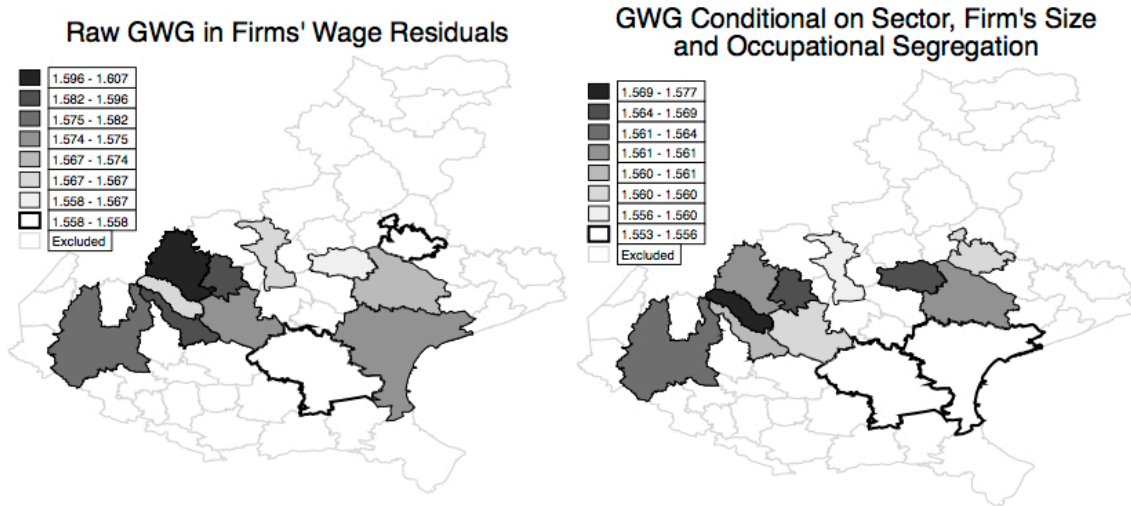 Raw GWG in Firms' Wage Residuals
1.596 - 1.607
1.582 - 1.596
1.575 - 1.582
1.574 - 1.575
1.567 - 1.574
1.567 - 1.567
1.558 - 1.567
1.558 - 1.558
Excluded
GWG Conditional on Sector, Firm's Size
and Occupational Segregation
1.569 - 1.577
1.564 - 1.569
1.561 - 1.564
1.561 - 1.561
1.560 - 1.561
1.560 - 1.560
1.556 - 1.560
1.553 - 1.556
Excluded